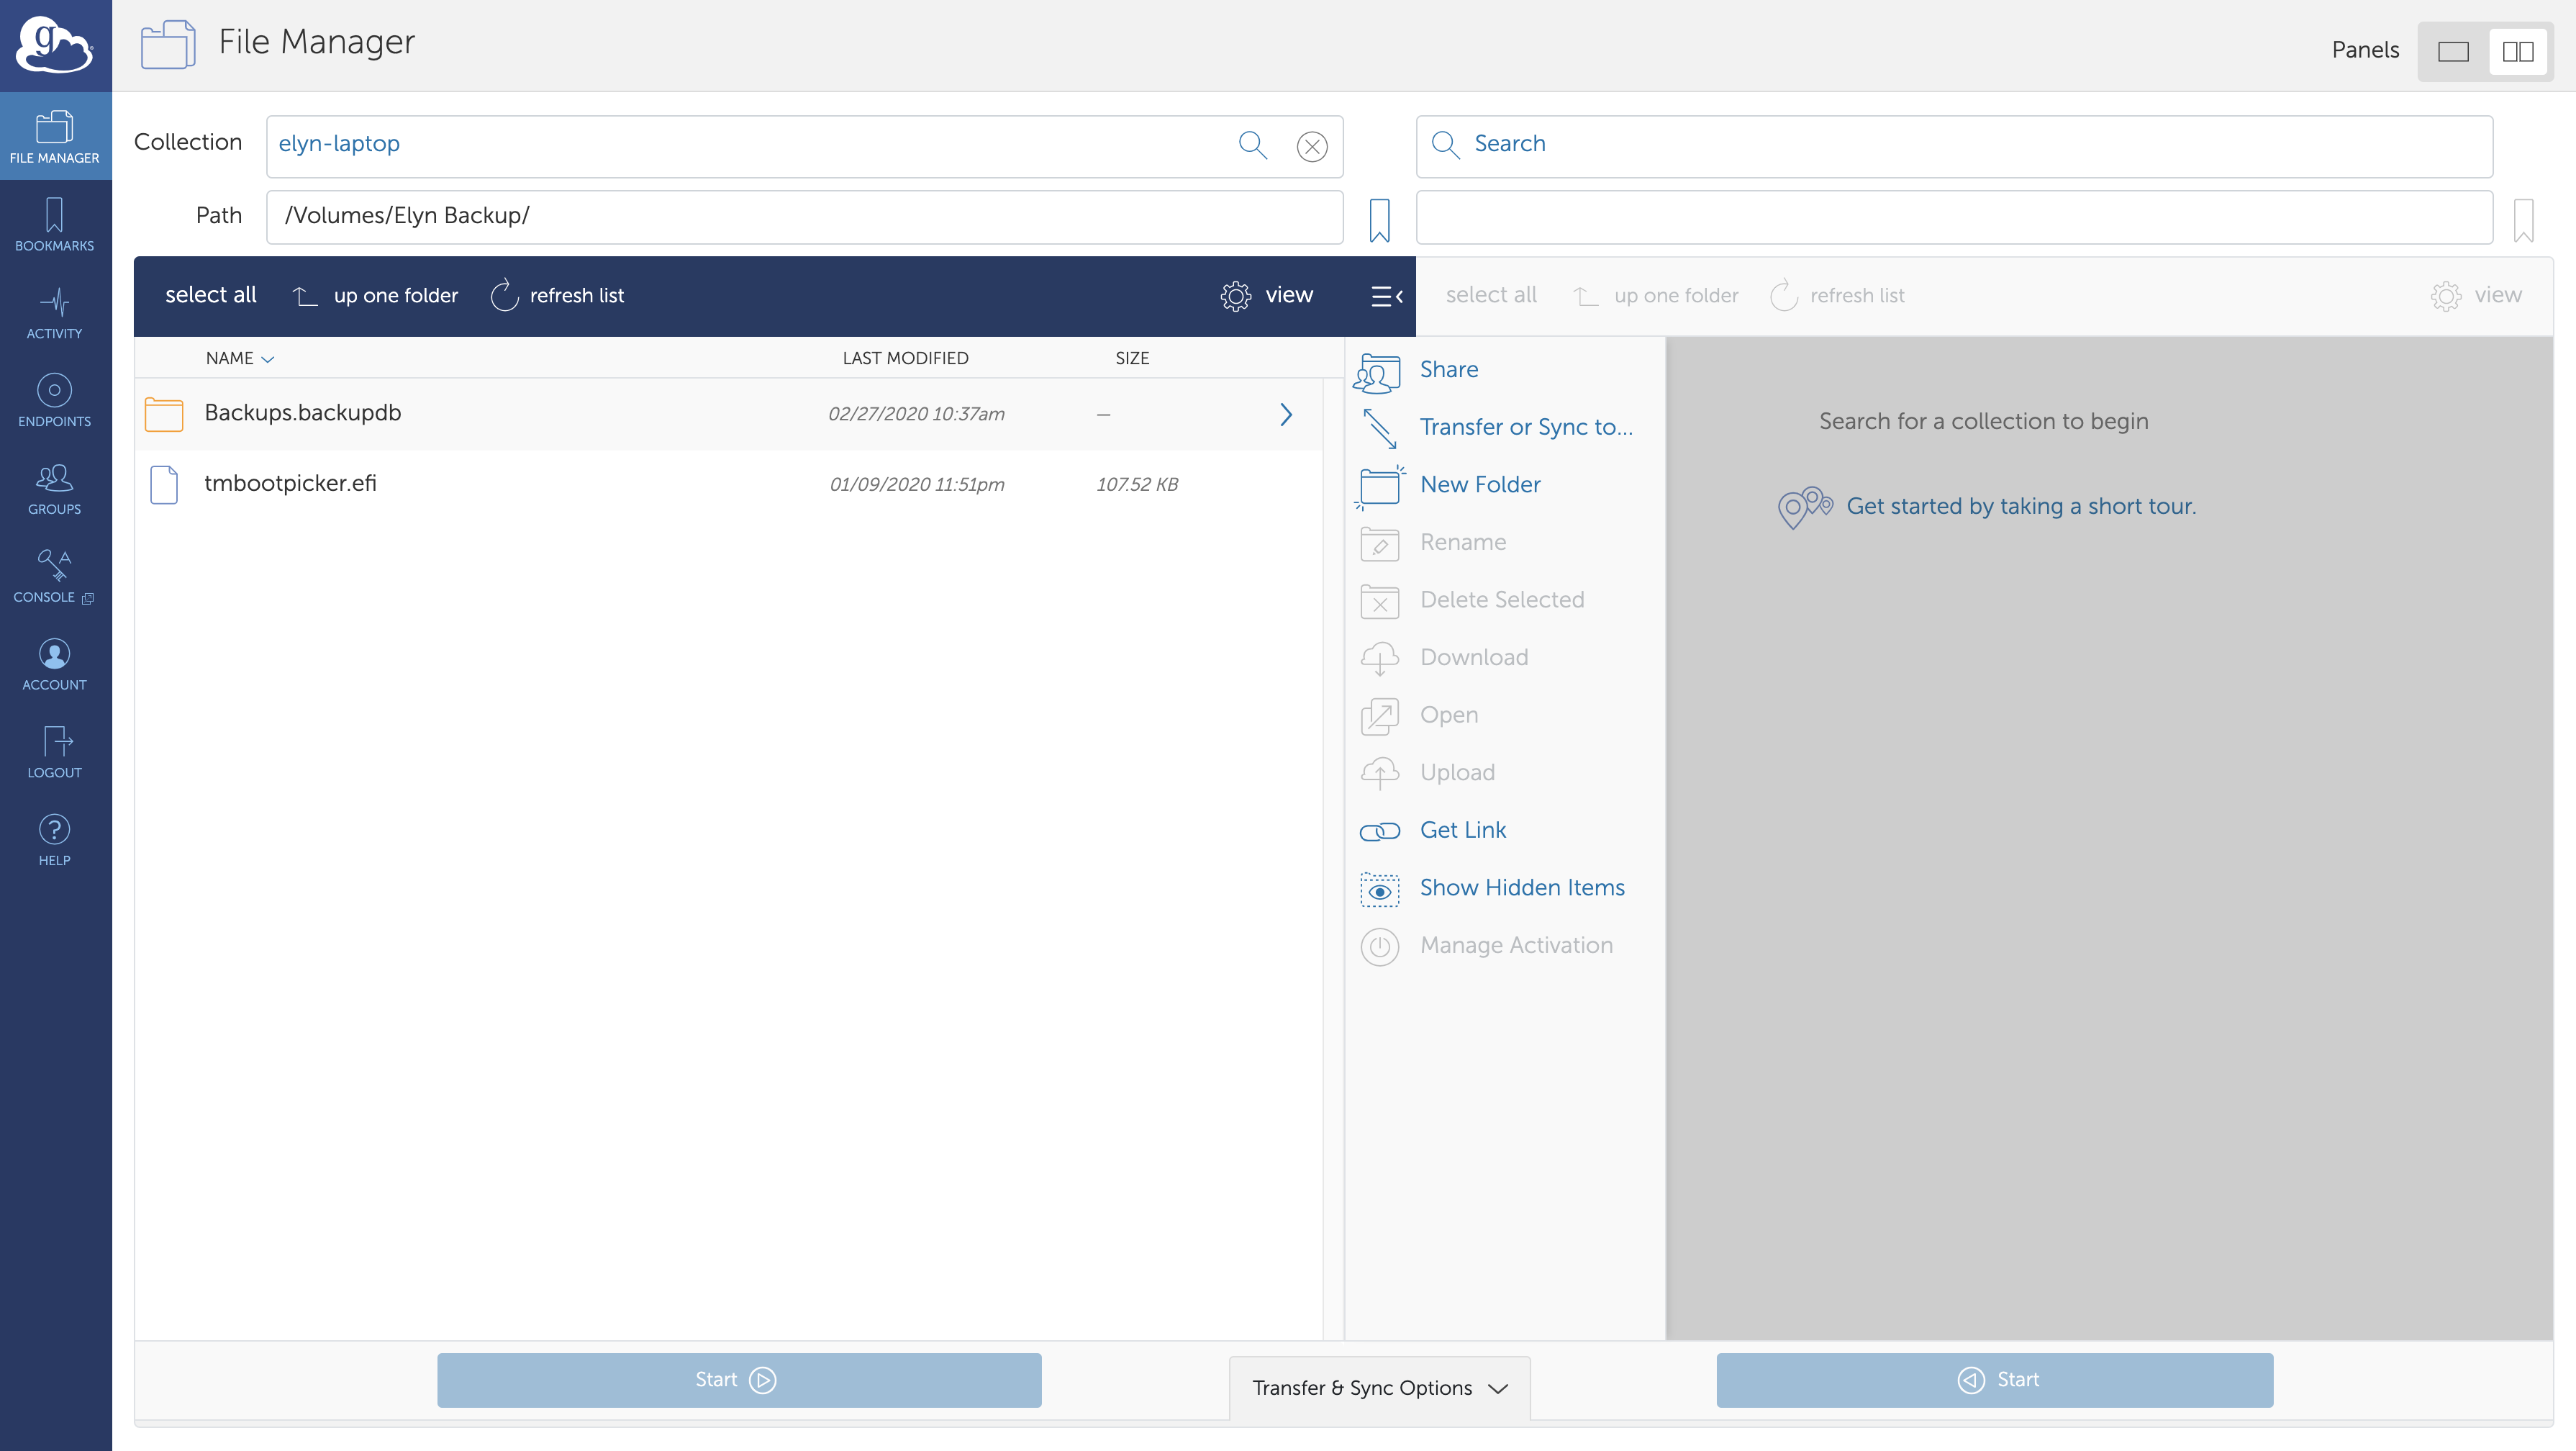 g
File Manager
Panels
FILE MANAGER
BOOKMARKS
ACTIVITY
ENDPOINTS
GROUPS
CONSOLE
ACCOUNT
LOGOUT
HELP
Collection
elyn-laptop
Search
Path
/Volumes/Elyn Backup/
select all
up one folder
refresh list
view
select all
up one folder
refresh list
view
NAME LAST MODIFIED SIZE
Backups.backupdb 02/27/2020 10:37am —
tmbootpicker.efi 01/09/2020 11:51pm 107.52 KB
Share
Transfer or Sync to...
New Folder
Rename
Delete Selected
Download
Open
Upload
Get Link
Show Hidden Items
Manage Activation
Search for a collection to begin
Get started by taking a short tour.
Start
Transfer & Sync Options
Start